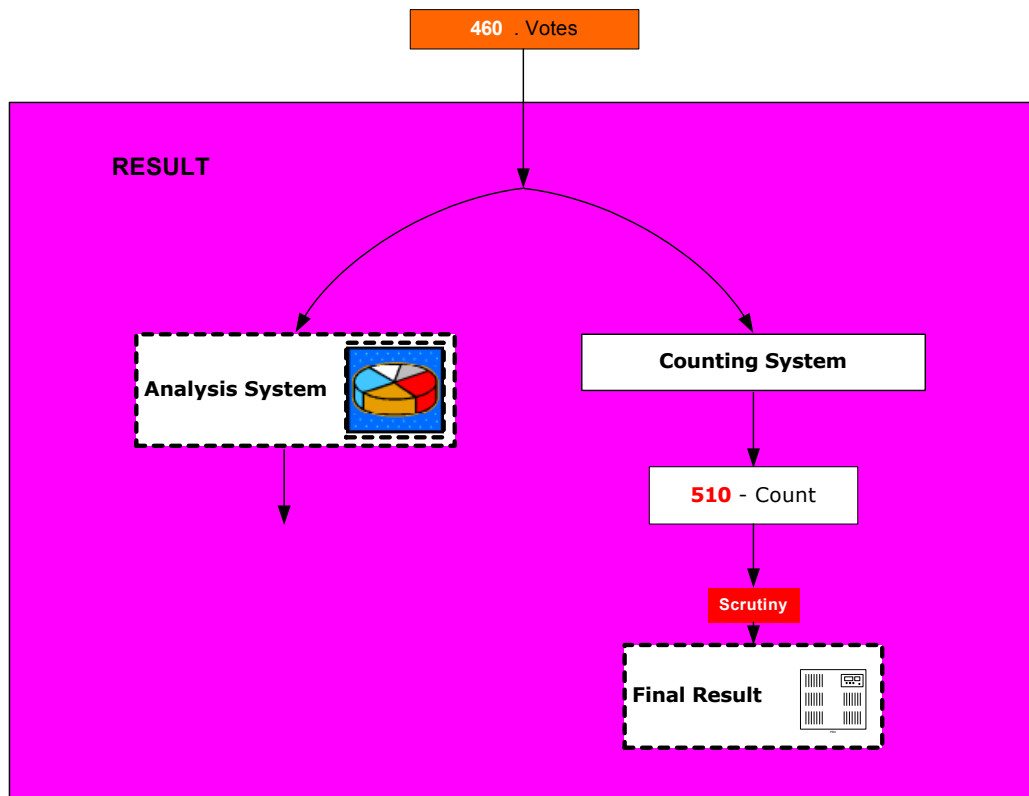 460 . Votes
RESULT
Analysis System
Counting System
510 - Count
Scrutiny
Final Result